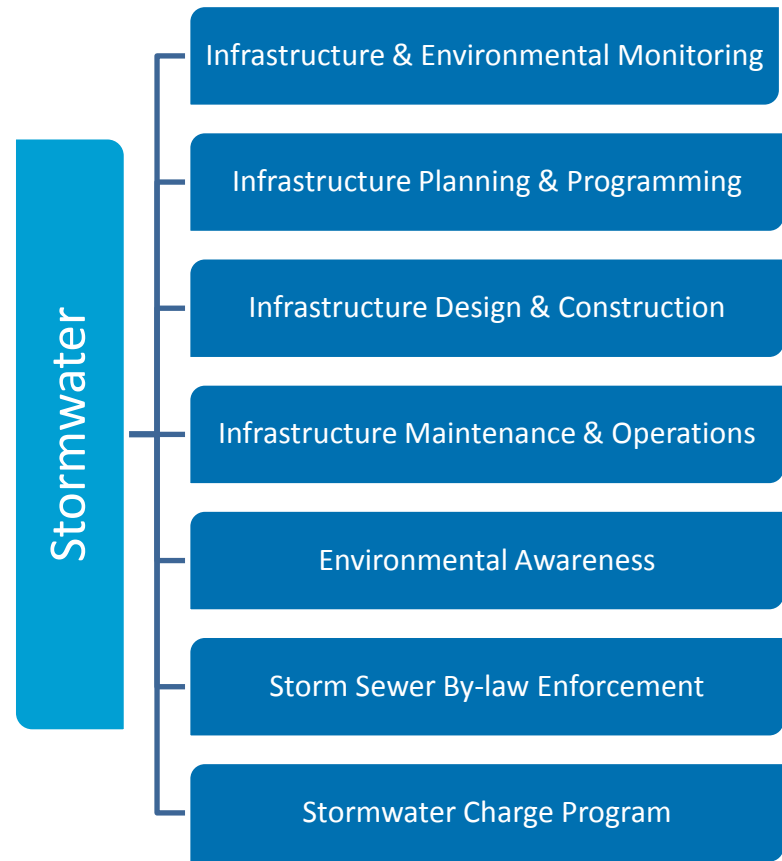 Stormwater
Infrastructure & Environmental Monitoring
Infrastructure Planning & Programming
Infrastructure Design & Construction
Infrastructure Maintenance & Operations
Environmental Awareness
Storm Sewer By-law Enforcement
Stormwater Charge Program